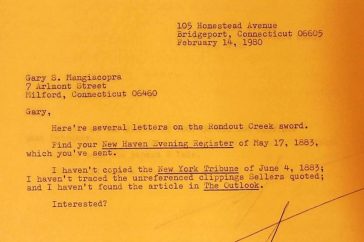 105 Homestead Avenue
Bridgeport, Connecticut 06605
February 14, 1980
Gary S. Mangiacopra
7 Arlmont Street
Milford, Connecticut 06460
Gary,
Here're several letters on the Rondout Creek sword.
Find your New Haven Evening Register of May 17, 1883,
which you've sent.
I haven't copied the New York Tribune of June 4, 1883;
I haven't traced the unreferenced clippings Sellers quoted;
and I haven't found the article in The Outlook.
Interested?